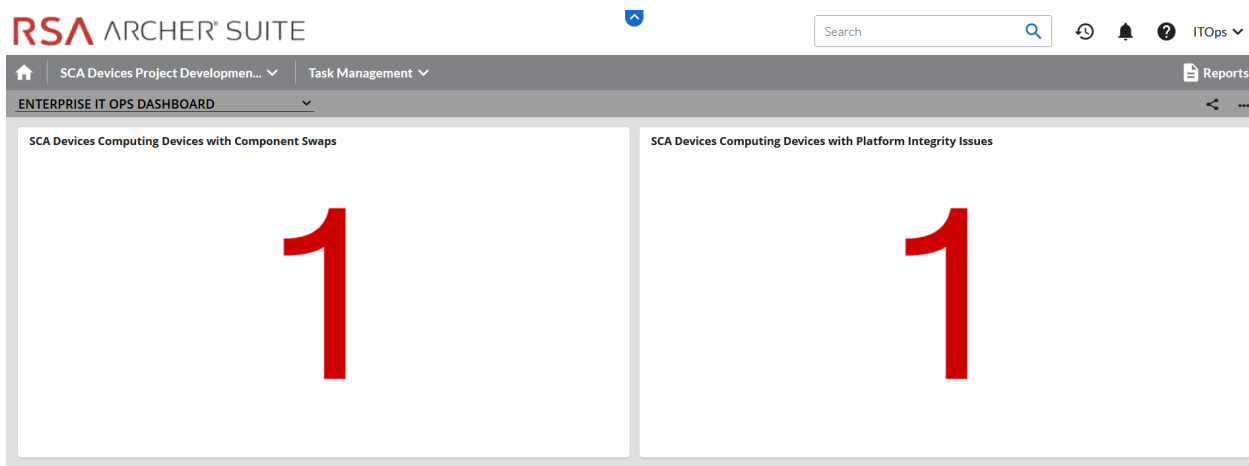 RSA ARCHER® SUITE
Search
ITOps
SCA Devices Project Developmen...
Task Management
Reports
ENTERPRISE IT OPS DASHBOARD
SCA Devices Computing Devices with Component Swaps
SCA Devices Computing Devices with Platform Integrity Issues
1
1